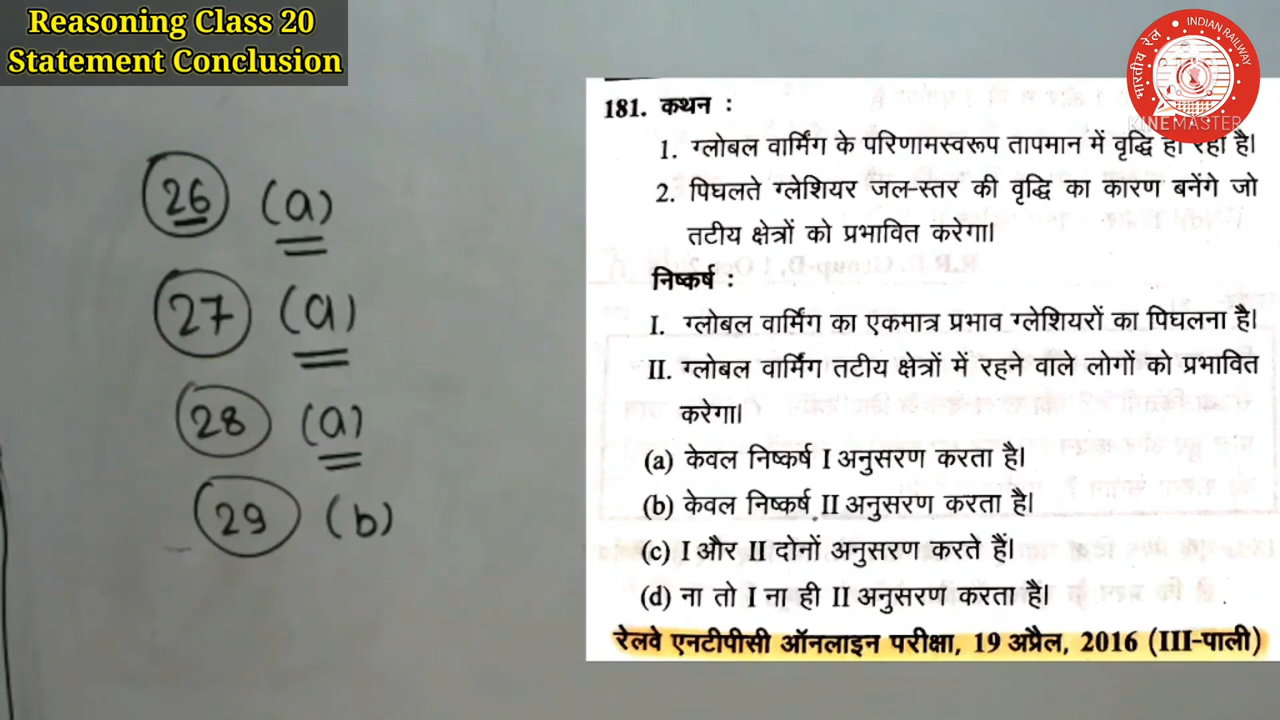 Reasoning Class 20
Statement Conclusion
भारतीय रेल
INDIAN RAILWAY
KINEMASTER
26 (a)
27 (a)
28 (a)
29 (b)
181. कथन :
1. ग्लोबल वार्मिंग के परिणामस्वरूप तापमान में वृद्धि हो रही है।
2. पिघलते ग्लेशियर जल-स्तर की वृद्धि का कारण बनेंगे जो
तटीय क्षेत्रों को प्रभावित करेगा।
निष्कर्ष :
I. ग्लोबल वार्मिंग का एकमात्र प्रभाव ग्लेशियरों का पिघलना है।
II. ग्लोबल वार्मिंग तटीय क्षेत्रों में रहने वाले लोगों को प्रभावित
करेगा।
(a) केवल निष्कर्ष I अनुसरण करता है।
(b) केवल निष्कर्ष II अनुसरण करता है।
(c) I और II दोनों अनुसरण करते हैं।
(d) ना तो I ना ही II अनुसरण करता है।
रेलवे एनटीपीसी ऑनलाइन परीक्षा, 19 अप्रैल, 2016 (III-पाली)